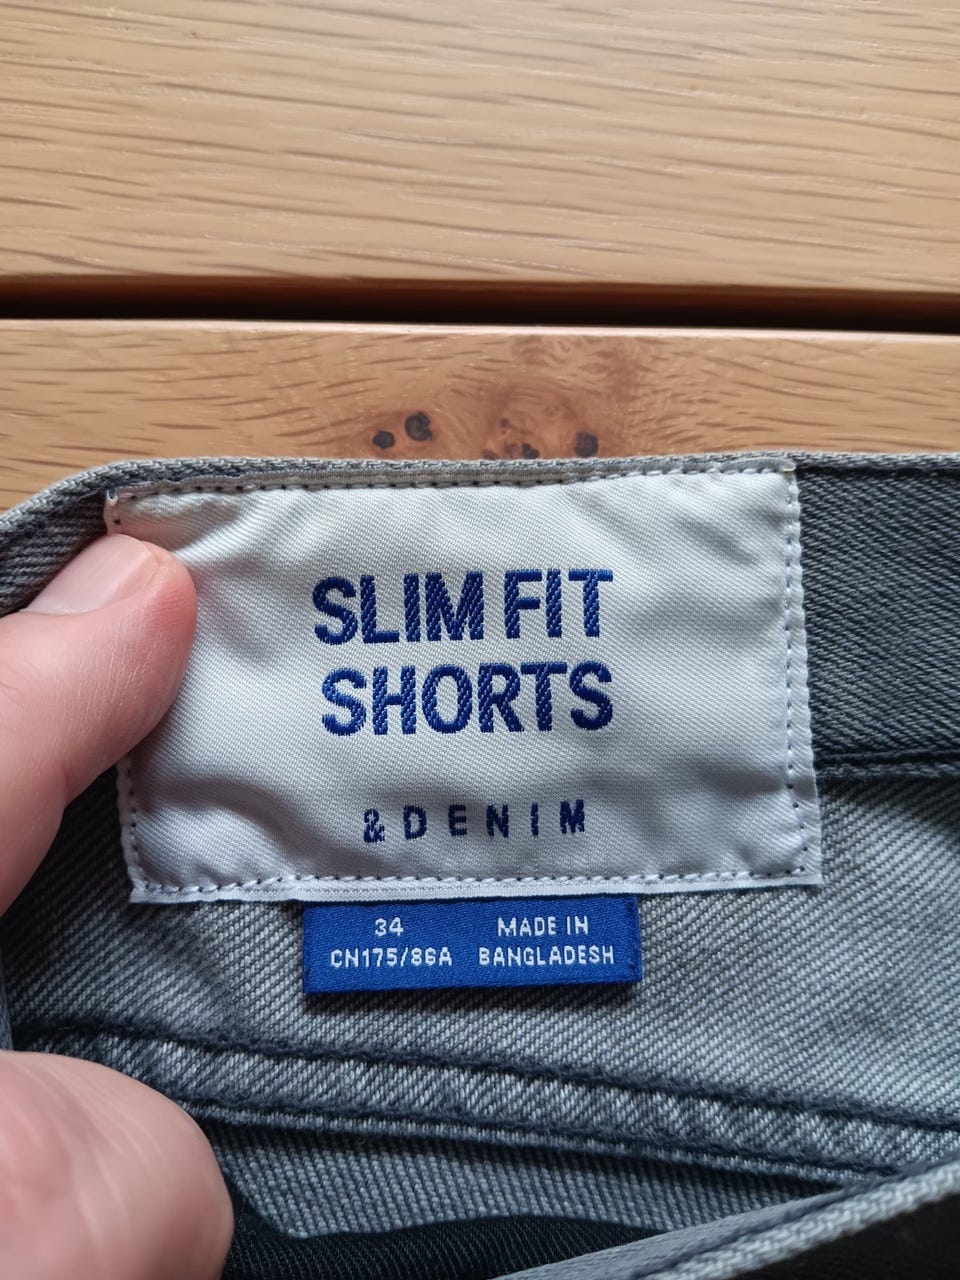 SLIM FIT
SHORTS
& DENIM
34
CN175/86A
MADE IN
BANGLADESH